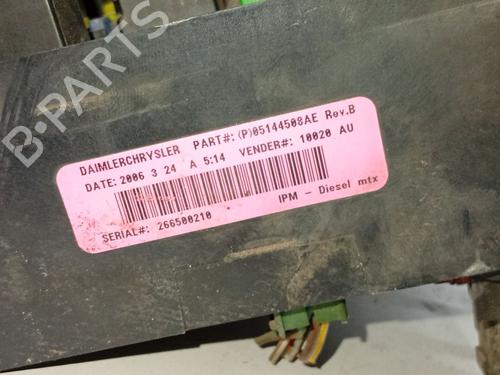 B-PARTS
DAIMLERCHRYSLER PART#: (P)05144508AE Rev.B
DATE: 2006 3 24 A 5:14 VENDER#: 10020 AU
SERIAL#: 266500210 IPM - Diesel mtx